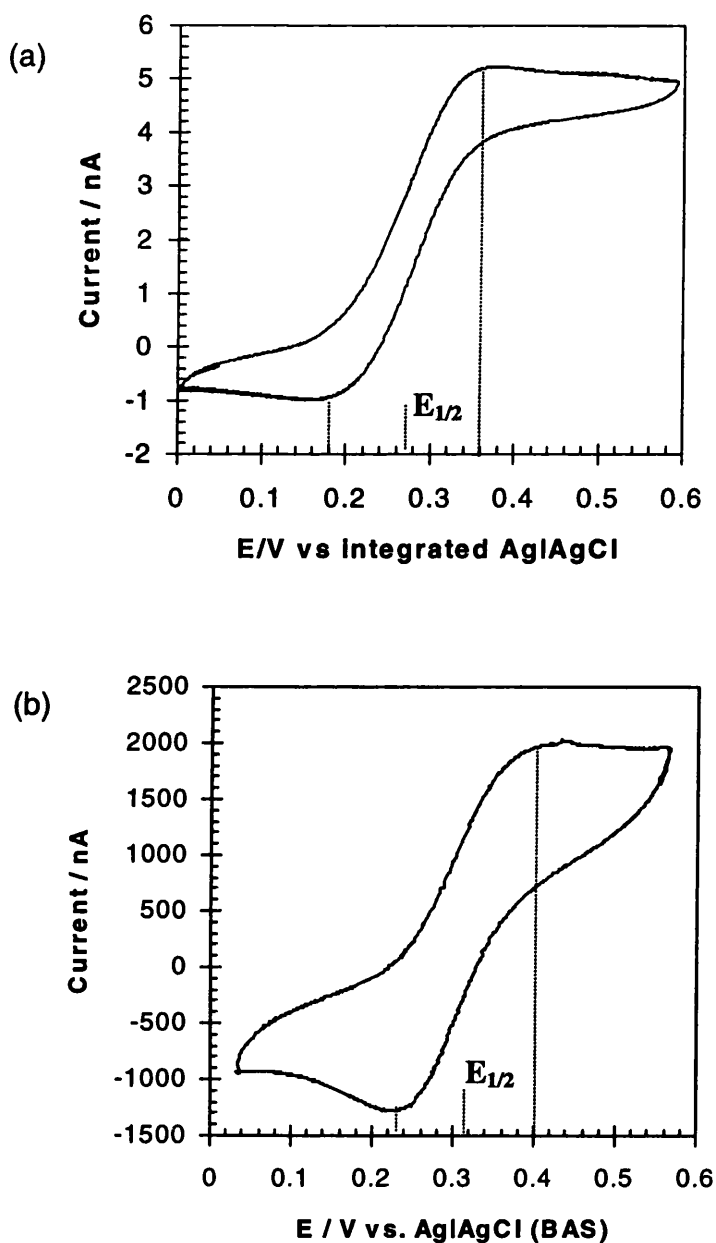 (a)
6
5
4
3
2
1
0
-1
-2
Current / nA
E1/2
0 0.1 0.2 0.3 0.4 0.5 0.6
E/V vs integrated Ag|AgCl
(b)
2500
2000
1500
1000
500
0
-500
-1000
-1500
Current / nA
E1/2
0 0.1 0.2 0.3 0.4 0.5 0.6
E / V vs. Ag|AgCl (BAS)